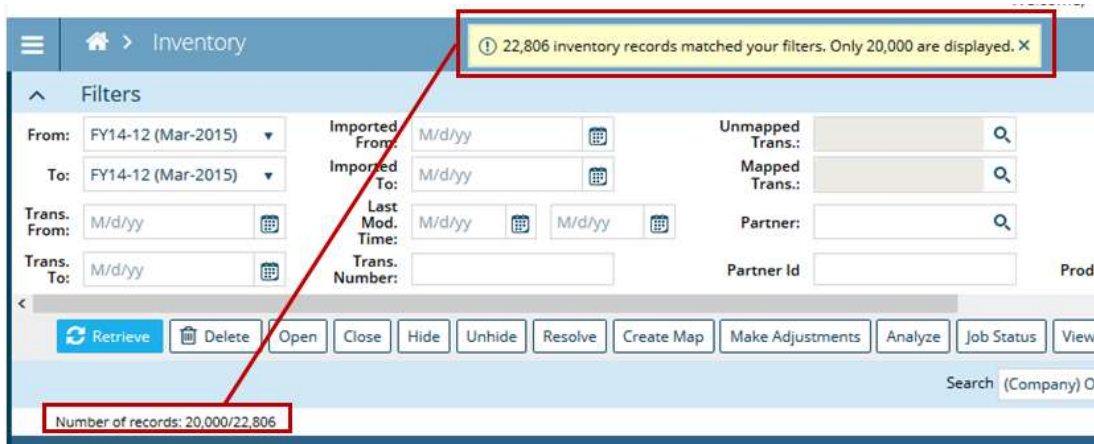 Inventory
22,806 inventory records matched your filters. Only 20,000 are displayed.
Filters
From: FY14-12 (Mar-2015)
Imported From: M/d/yy
Unmapped Trans.:
To: FY14-12 (Mar-2015)
Imported To: M/d/yy
Mapped Trans.:
Trans. From: M/d/yy
Last Mod. Time: M/d/yy M/d/yy
Partner:
Trans. To: M/d/yy
Trans. Number:
Partner Id
Prod
Retrieve Delete Open Close Hide Unhide Resolve Create Map Make Adjustments Analyze Job Status View
Search (Company) O
Number of records: 20,000/22,806